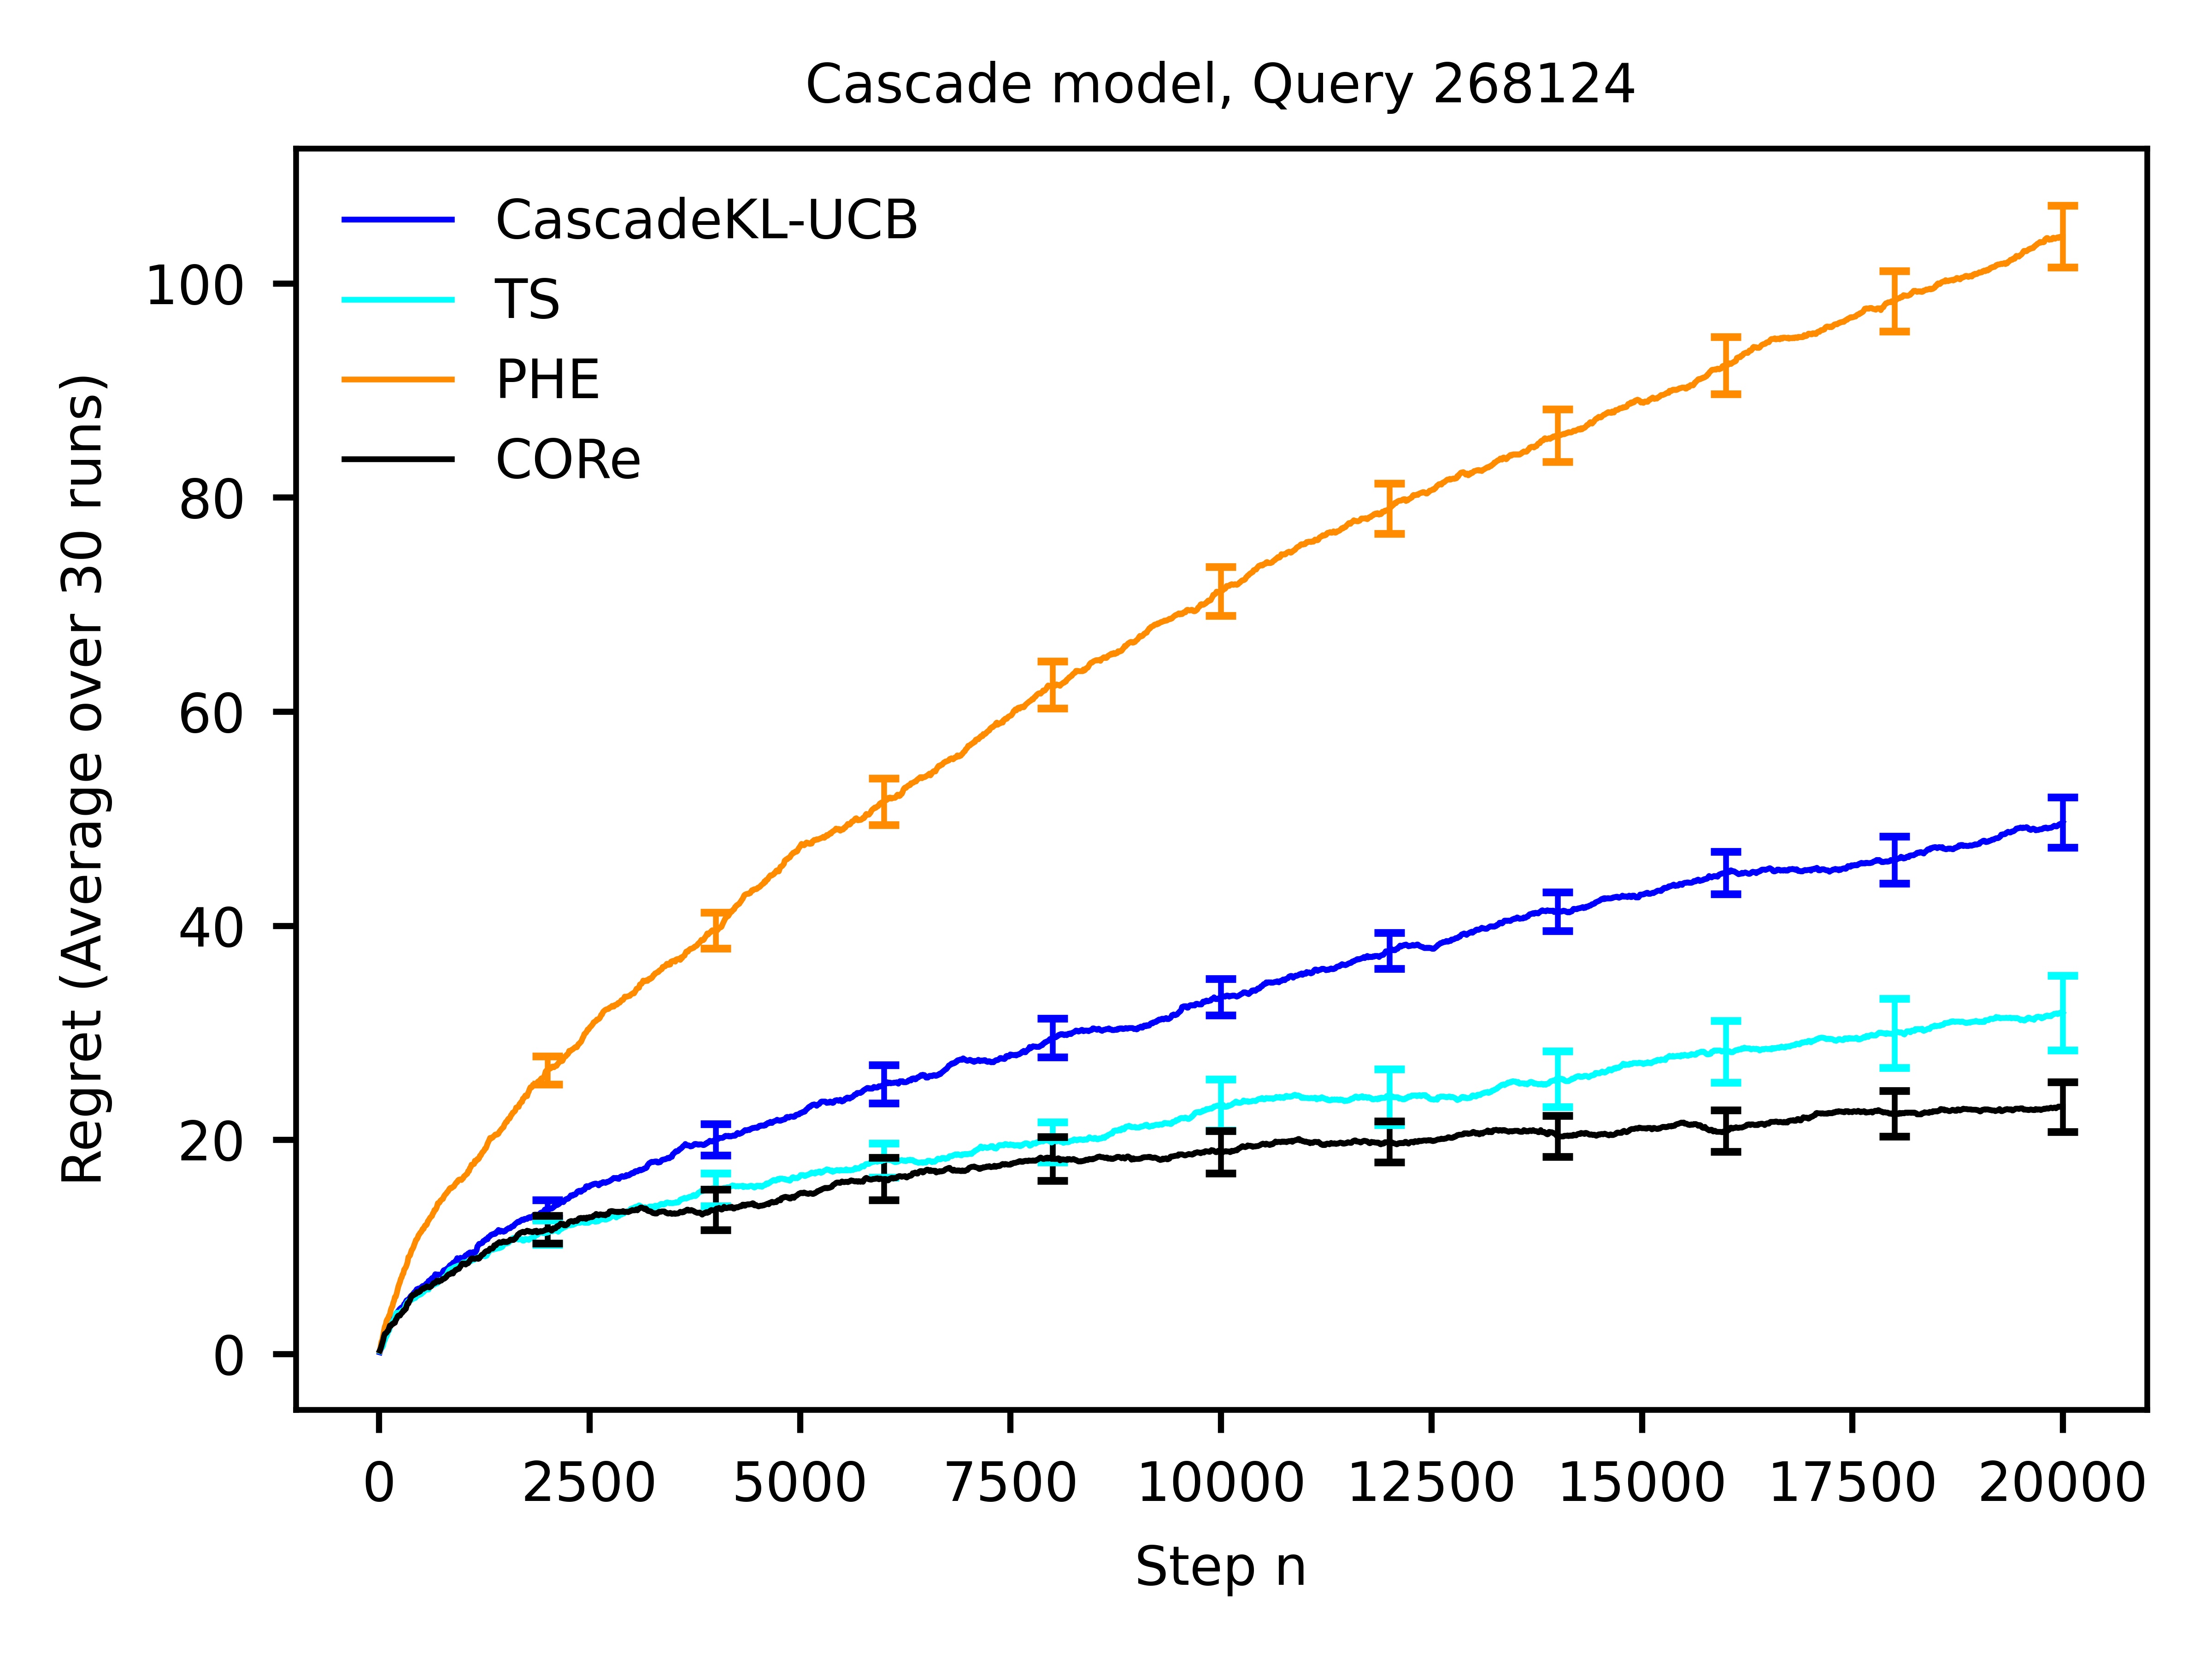 Cascade model, Query 268124
CascadeKL-UCB
TS
PHE
CORe
Regret (Average over 30 runs)
100
80
60
40
20
0
0 2500 5000 7500 10000 12500 15000 17500 20000
Step n